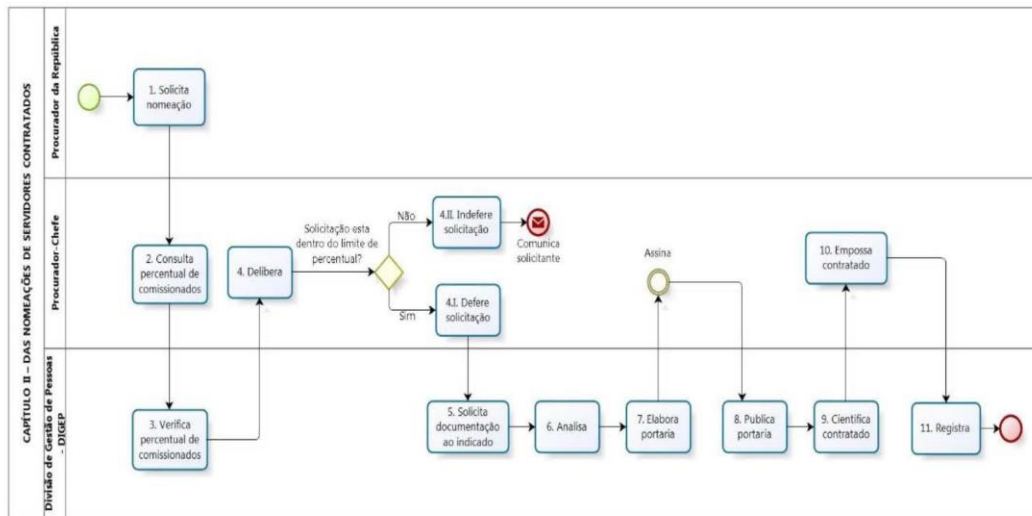 CAPÍTULO II – DAS NOMEAÇÕES DE SERVIDORES CONTRATADOS
Procurador da República
1. Solicita
nomeação
Procurador-Chefe
2. Consulta
percentual de
comissionados
4. Delibera
Solicitação esta
dentro do limite de
percentual?
Não
4.II. Indefere
solicitação
Comunica
solicitante
Sim
4.I. Defere
solicitação
Assina
10. Empossa
contratado
Divisão de Gestão de Pessoas
- DIGEP
3. Verifica
percentual de
comissionados
5. Solicita
documentação
ao indicado
6. Analisa
7. Elabora
portaria
8. Publica
portaria
9. Cientifica
contratado
11. Registra